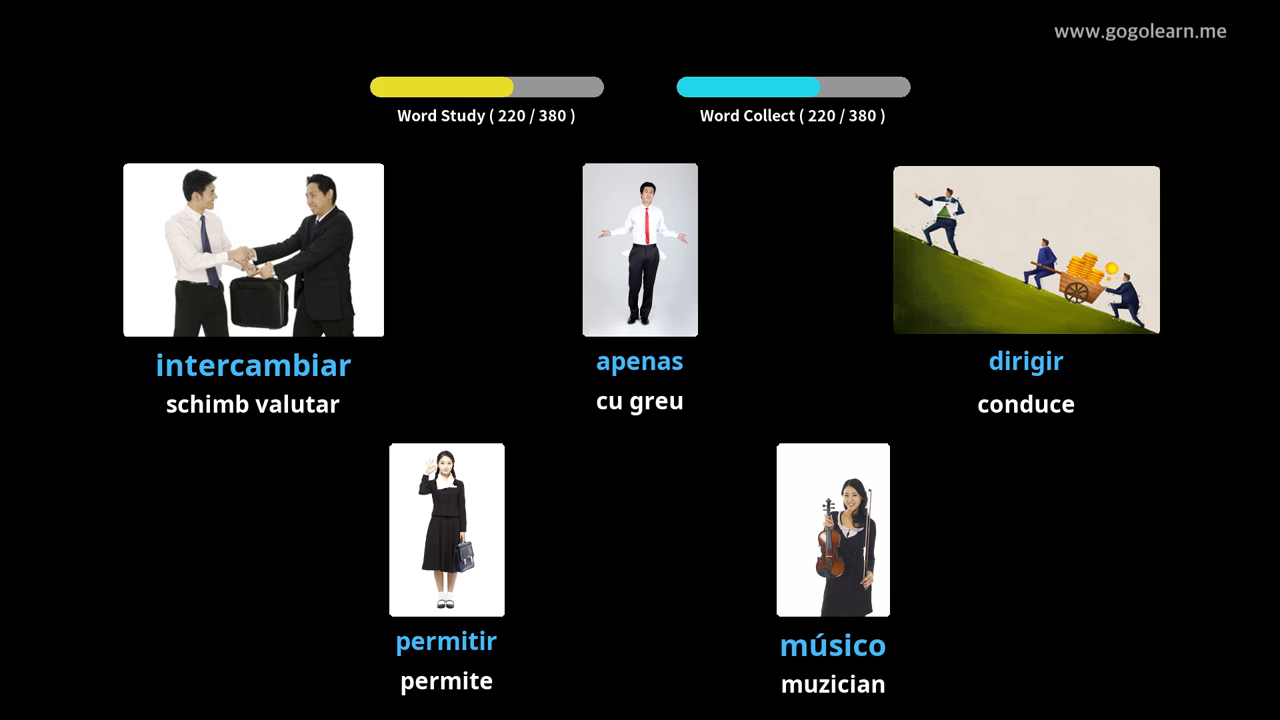 www.gogolearn.me
Word Study ( 220 / 380 )
Word Collect ( 220 / 380 )
intercambiar
schimb valutar
apenas
cu greu
dirigir
conduce
permitir
permite
músico
muzician